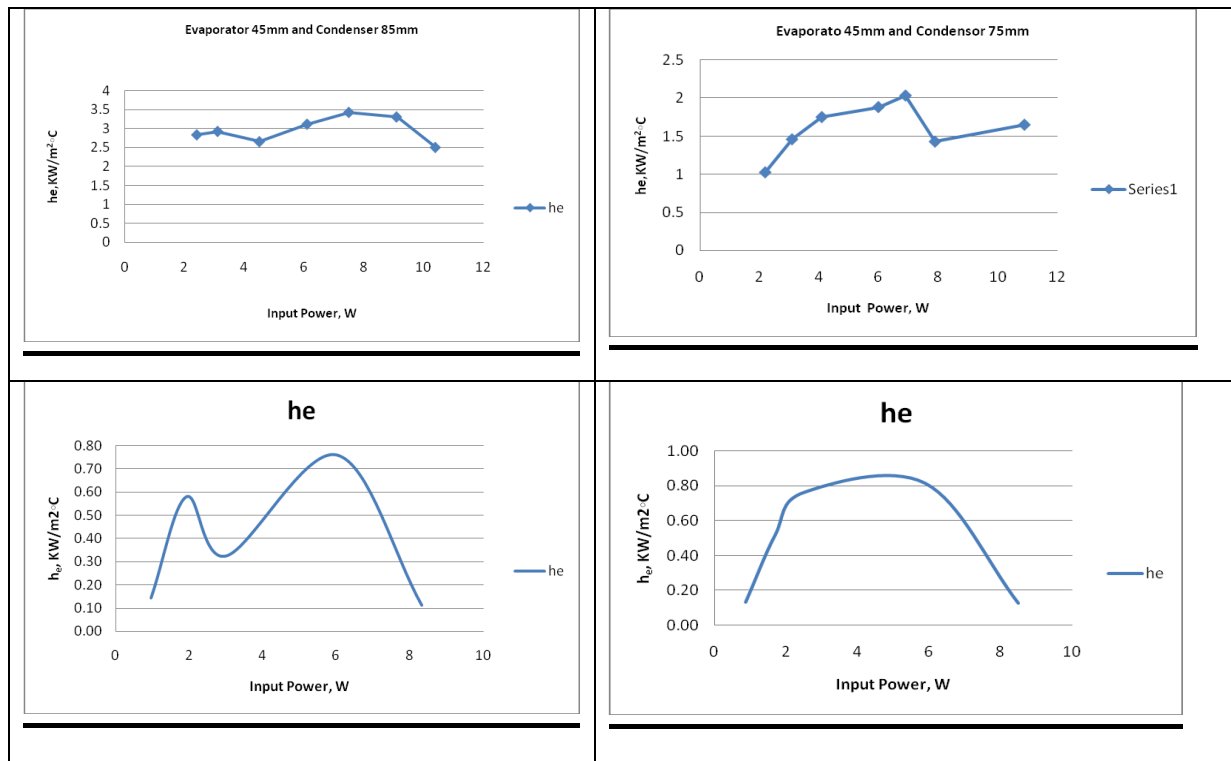 Evaporator 45mm and Condenser 85mm
4
3.5
3
2.5
2
1.5
1
0.5
0
he,KW/m²◦C
0 2 4 6 8 10 12
Input Power, W
he
Evaporato 45mm and Condensor 75mm
2.5
2
1.5
1
0.5
0
he,KW/m²◦C
0 2 4 6 8 10 12
Input Power, W
Series1
he
0.80
0.70
0.60
0.50
0.40
0.30
0.20
0.10
0.00
hₑ, KW/m2◦C
0 2 4 6 8 10
Input Power, W
he
he
1.00
0.80
0.60
0.40
0.20
0.00
hₑ, KW/m2◦C
0 2 4 6 8 10
Input Power, W
he